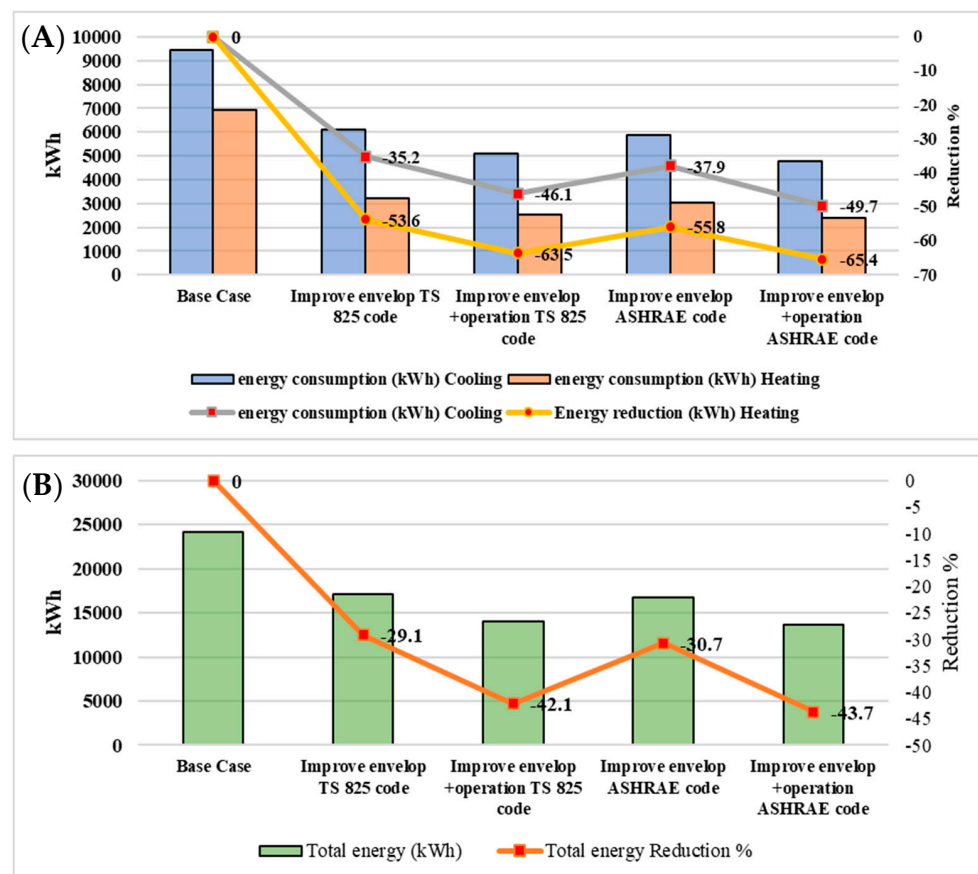 (A)
10000
9000
8000
7000
6000
5000
4000
3000
2000
1000
0
kWh
0
-10
-20
-30
-40
-50
-60
-70
Reduction %
0
-35.2
-46.1
-37.9
-49.7
-53.6
-63.5
-55.8
-65.4
Base Case
Improve envelop TS
825 code
Improve envelop
+operation TS 825
code
Improve envelop
ASHRAE code
Improve envelop
+operation
ASHRAE code
energy consumption (kWh) Cooling
energy consumption (kWh) Heating
energy consumption (kWh) Cooling
Energy reduction (kWh) Heating
(B)
30000
25000
20000
15000
10000
5000
0
kWh
0
-5
-10
-15
-20
-25
-30
-35
-40
-45
-50
Reduction %
0
-29.1
-42.1
-30.7
-43.7
Base Case
Improve envelop
TS 825 code
Improve envelop
+operation TS 825
code
Improve envelop
ASHRAE code
Improve envelop
+operation
ASHRAE code
Total energy (kWh)
Total energy Reduction %